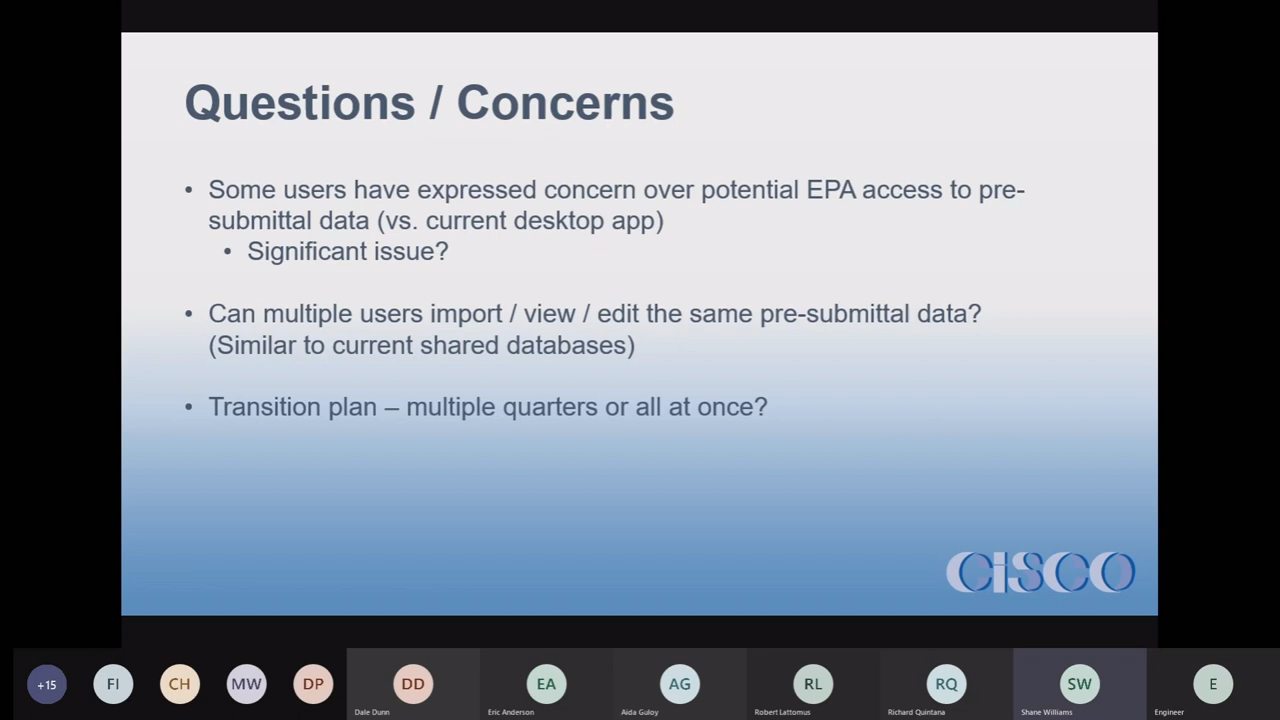 Questions / Concerns
• Some users have expressed concern over potential EPA access to pre-
submittal data (vs. current desktop app)
• Significant issue?
• Can multiple users import / view / edit the same pre-submittal data?
(Similar to current shared databases)
• Transition plan – multiple quarters or all at once?
CiSCO
+15
FI
CH
MW
DP
DD
EA
AG
RL
RQ
SW
E
Dale Dunn
Eric Anderson
Aida Guloy
Robert Lattomus
Richard Quintana
Shane Williams
Engineer